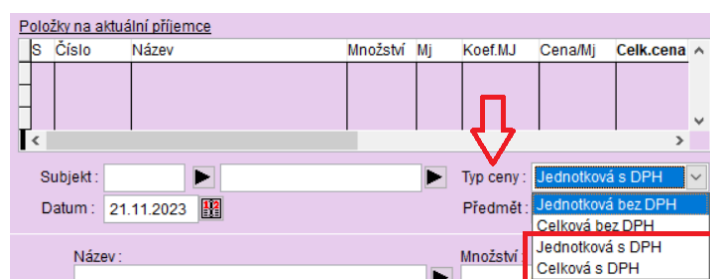 Položky na aktuální příjemce
S Číslo Název Množství Mj Koef.MJ Cena/Mj Celk.cena
Subjekt : Typ ceny : Jednotková s DPH
Datum : 21.11.2023 Předmět : Jednotková bez DPH
Celková bez DPH
Název : Množství : Jednotková s DPH
Celková s DPH